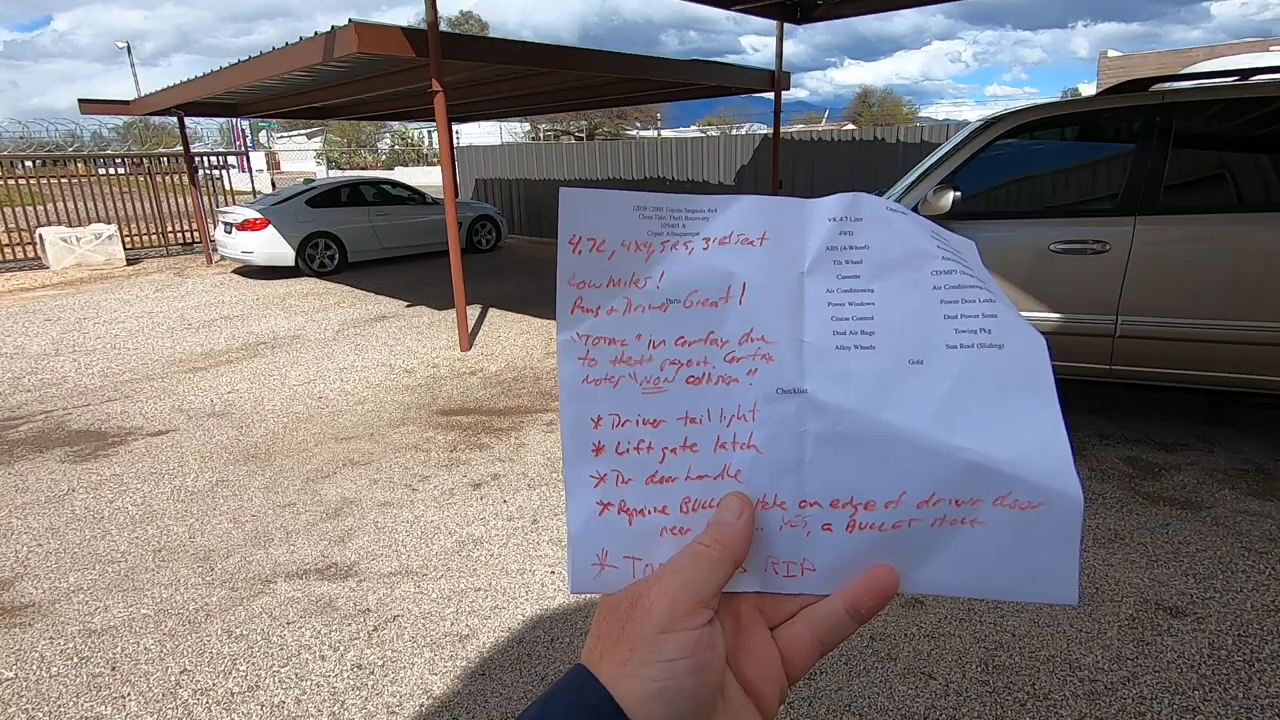 12038 | 2005 Toyota Sequoia 4x4
Clean Title, Theft Recovery
105405 A
Copart Albuquerque
4.7L, 4X4, SR5, 3rd Seat
Low Miles!
Parts
Runs + Drives Great!
"TOTAL" in carfax due
to theft payout. Carfax
Notes "NON collision"!
Checklist
* Driver tail light
* Liftgate latch
* Dr door handle
* Repaire Hole on edge of driver door
near YES, a BULLET HOLE
* RIP
Options
V8, 4.7 Liter
4WD
ABS (4-Wheel)
Tilt Wheel
Cassette
Air Conditioning
Power Windows
Cruise Control
Dual Air Bags
Alloy Wheels
CD/MP3
Air Conditioning,
Power Door Locks
Dual Power Seats
Towing Pkg
Sun Roof (Sliding)
Gold